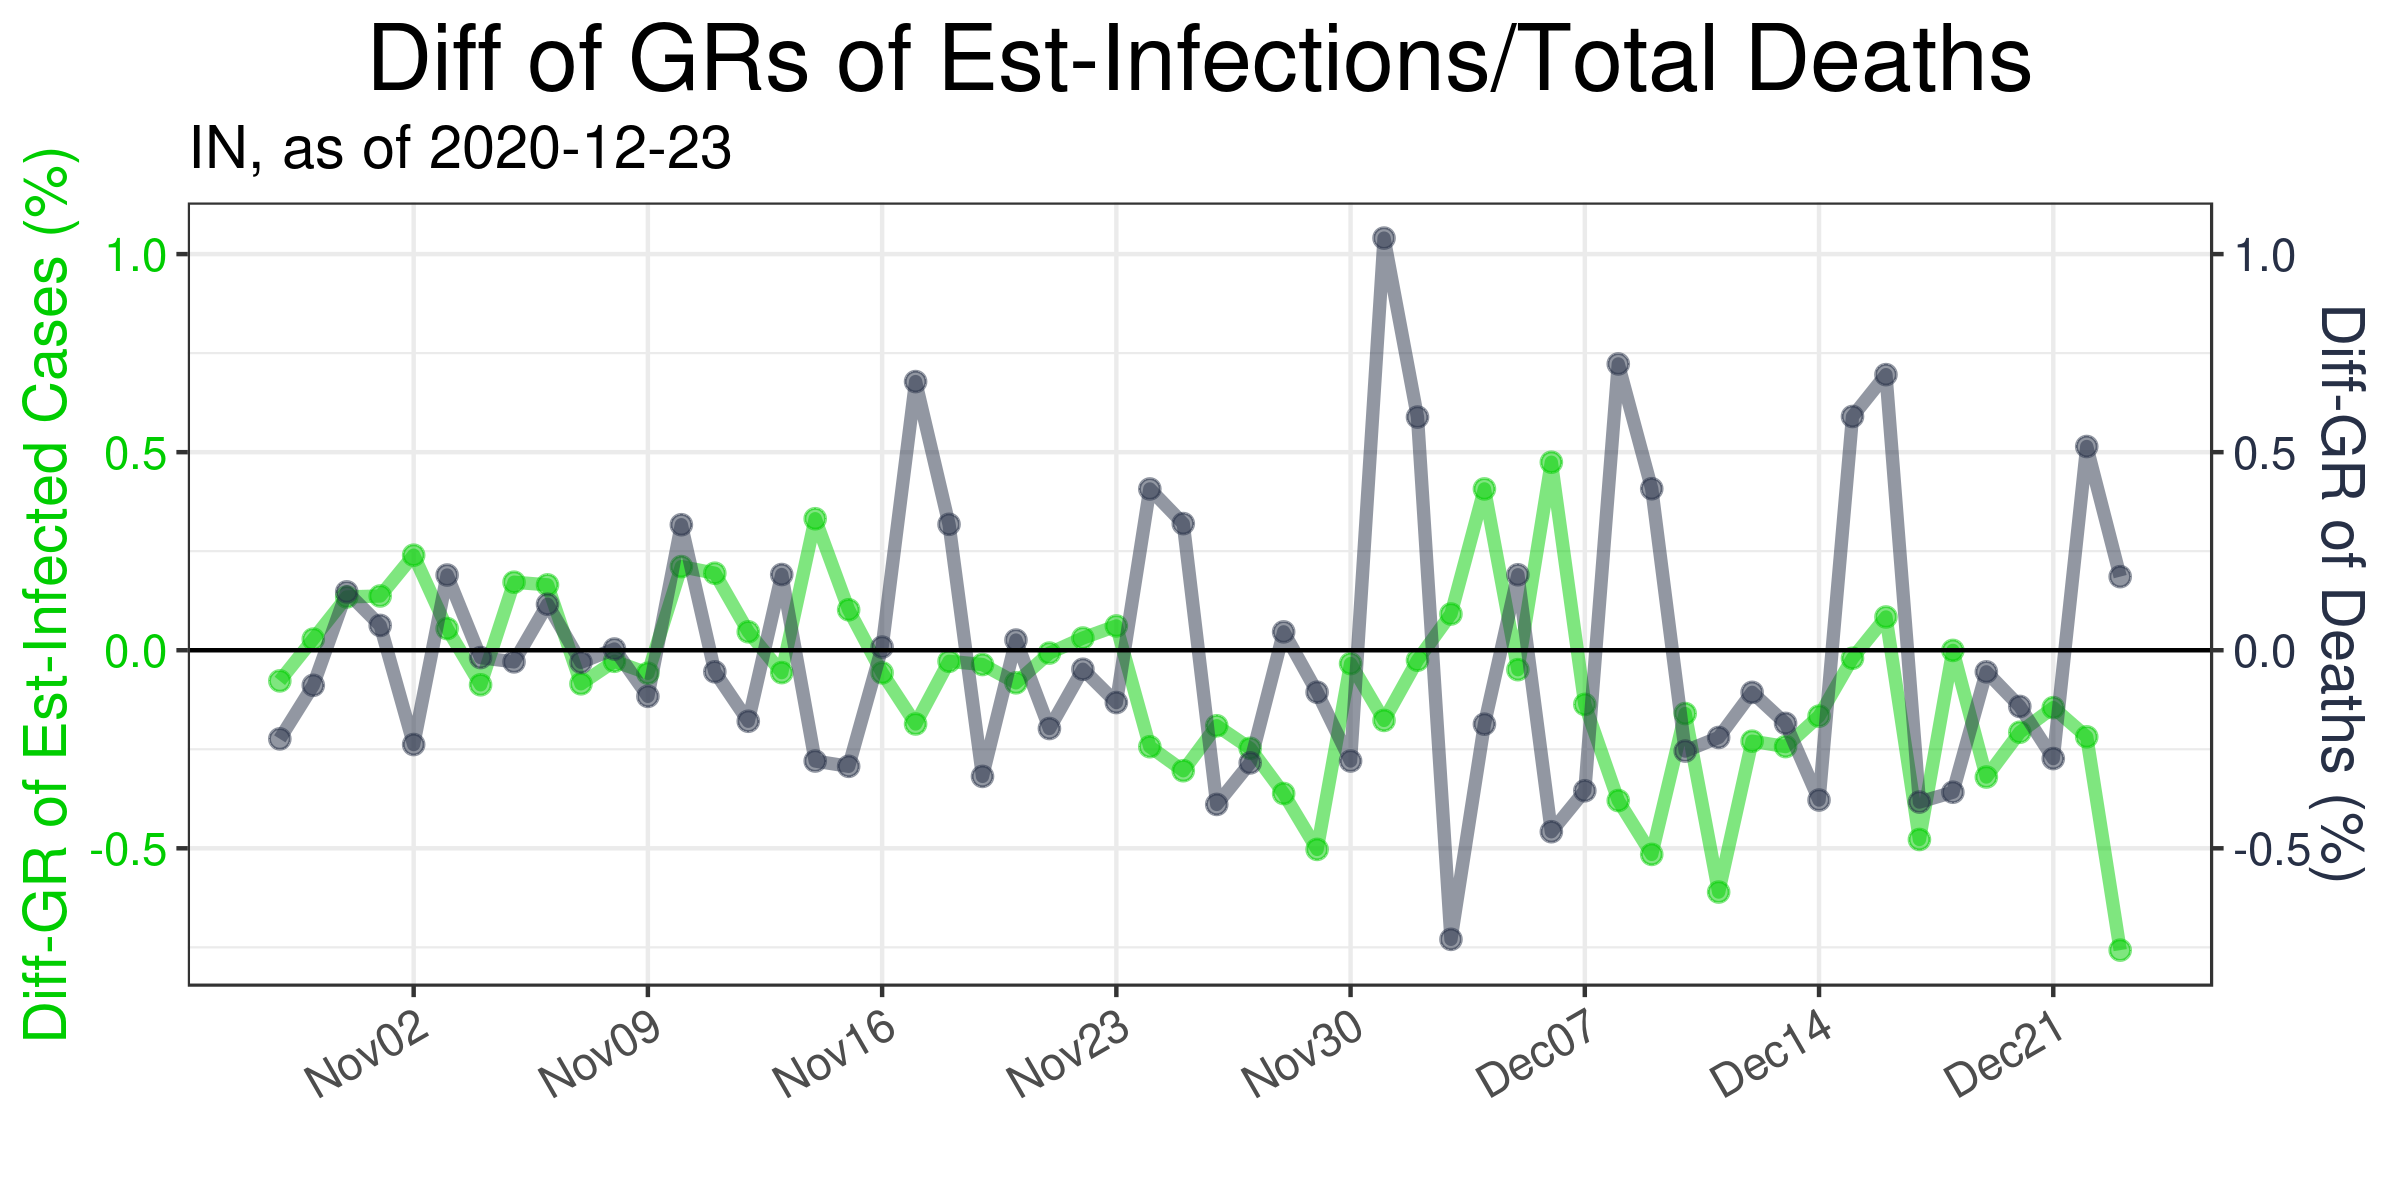 Diff of GRs of Est-Infections/Total Deaths
IN, as of 2020-12-23
Diff-GR of Est-Infected Cases (%)
1.0
0.5
0.0
-0.5
1.0
0.5
0.0
-0.5
Diff-GR of Deaths (%)
Nov02
Nov09
Nov16
Nov23
Nov30
Dec07
Dec14
Dec21